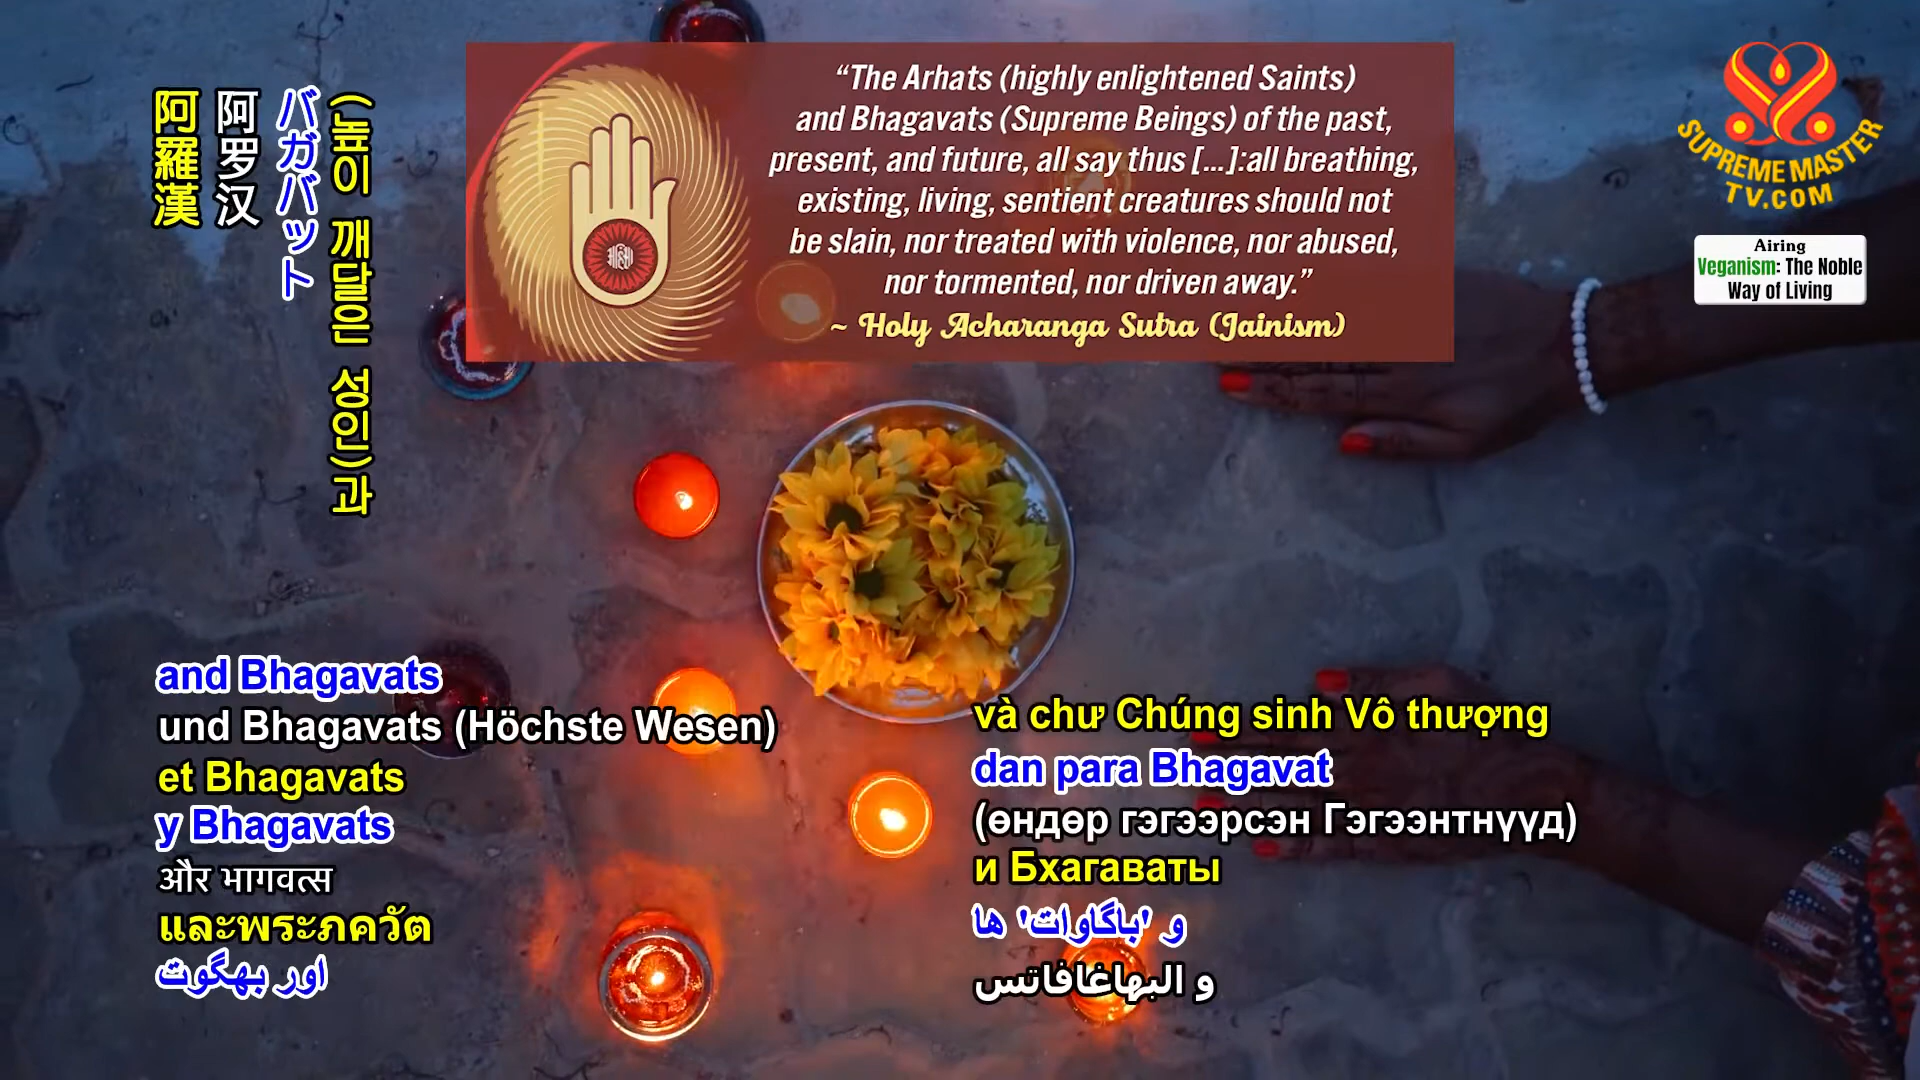 阿羅漢
阿罗汉
バガバット
(높이 깨달은 성인)과
“The Arhats (highly enlightened Saints)
and Bhagavats (Supreme Beings) of the past,
present, and future, all say thus [...]:all breathing,
existing, living, sentient creatures should not
be slain, nor treated with violence, nor abused,
nor tormented, nor driven away.”
~ Holy Acharanga Sutra (Jainism)
SUPREME MASTER
TV.COM
Airing
Veganism: The Noble
Way of Living
and Bhagavats
und Bhagavats (Höchste Wesen)
et Bhagavats
y Bhagavats
और भागवत्स
และพระภควัต
اور بھگوت
và chư Chúng sinh Vô thượng
dan para Bhagavat
(өндөр гэгээрсэн Гэгээнтнүүд)
и Бхагаваты
و 'باگاوات' ها
و البهاغافاتس